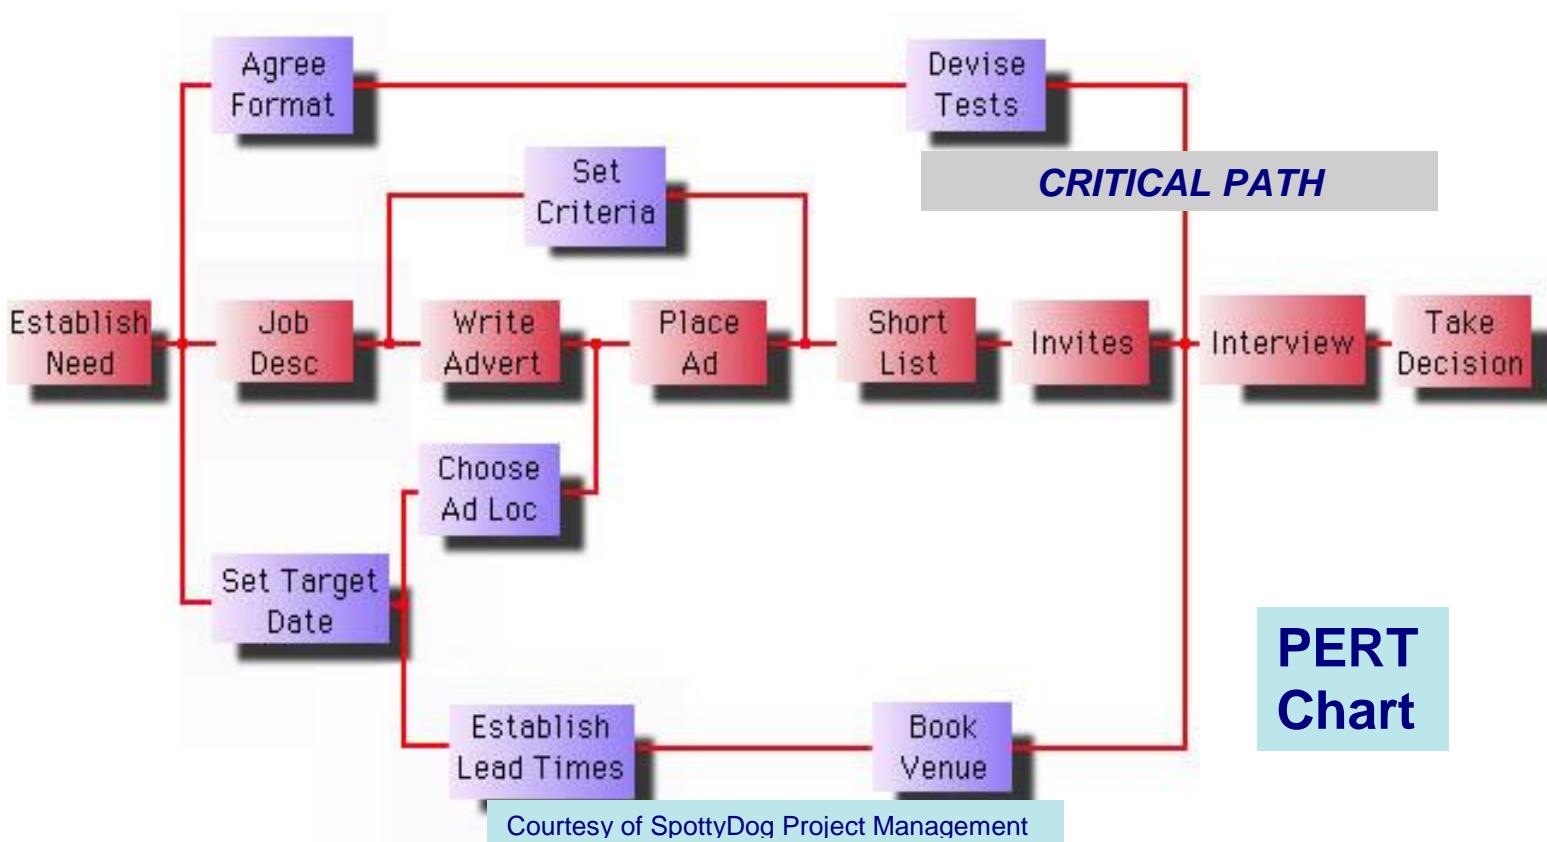 Agree
Format
Devise
Tests
CRITICAL PATH
Set
Criteria
Establish
Need
Job
Desc
Write
Advert
Place
Ad
Short
List
Invites
Interview
Take
Decision
Choose
Ad Loc
Set Target
Date
PERT
Chart
Establish
Lead Times
Book
Venue
Courtesy of SpottyDog Project Management